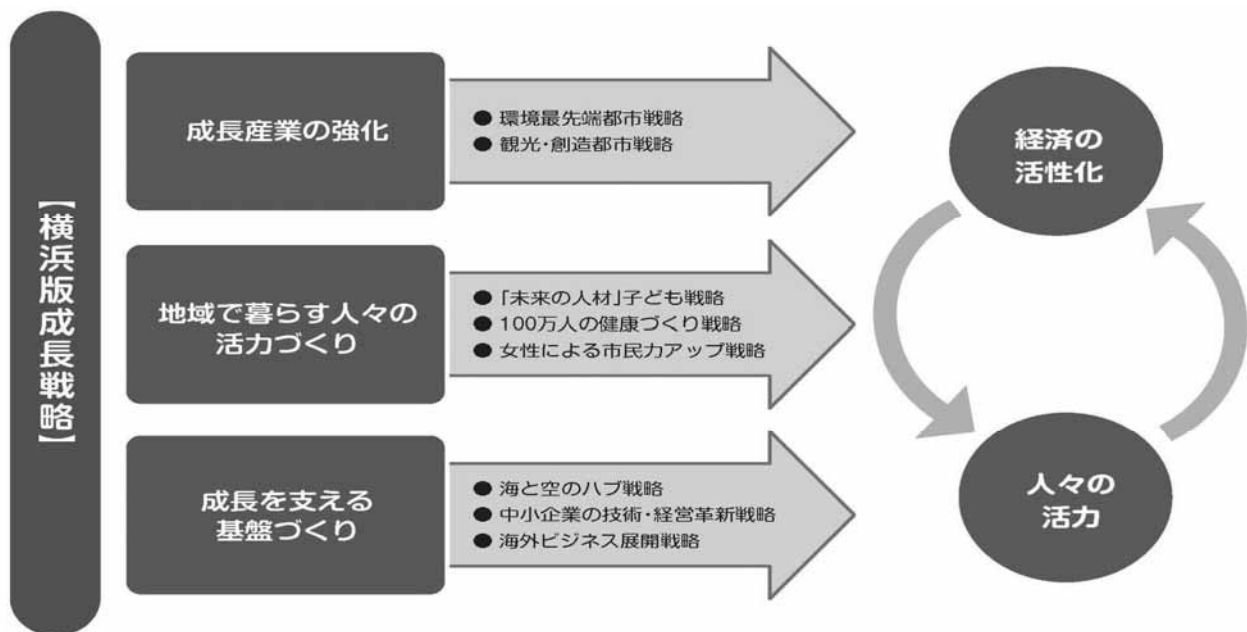 【横浜版成長戦略】
成長産業の強化
● 環境最先端都市戦略
● 観光・創造都市戦略
地域で暮らす人々の
活力づくり
● 「未来の人材」子ども戦略
● 100万人の健康づくり戦略
● 女性による市民力アップ戦略
成長を支える
基盤づくり
● 海と空のハブ戦略
● 中小企業の技術・経営革新戦略
● 海外ビジネス展開戦略
経済の
活性化
人々の
活力